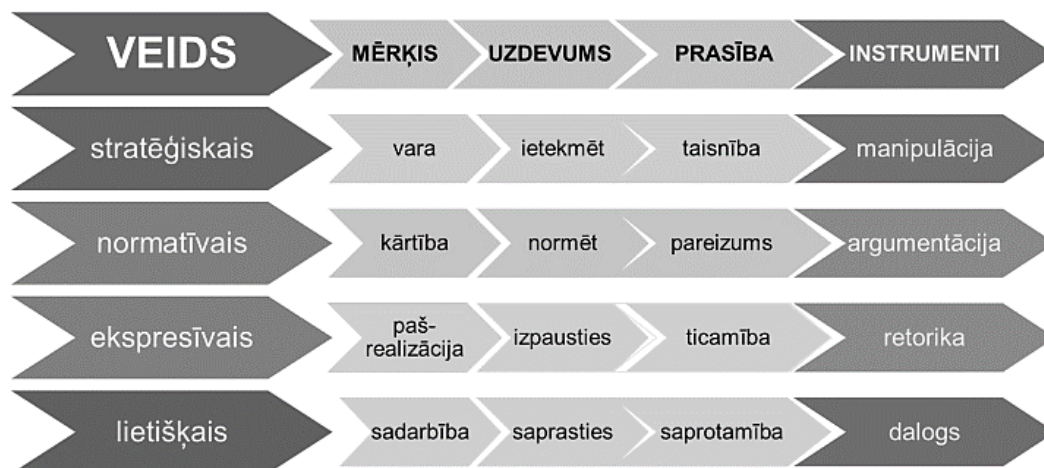 VEIDS MĒRĶIS UZDEVUMS PRASĪBA INSTRUMENTI
stratēģiskais vara ietekmēt taisnība manipulācija
normatīvais kārtība normēt pareizums argumentācija
ekspresīvais paš-
realizācija izpausties ticamība retorika
lietišķais sadarbība saprasties saprotamība dalogs